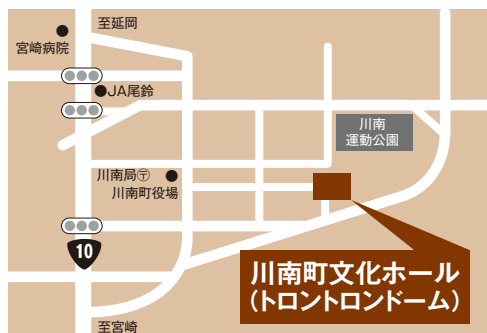 至延岡
宮崎病院
JA尾鈴
川南
運動公園
川南局〒
川南町役場
10
川南町文化ホール
(トロントロンドーム)
至宮崎